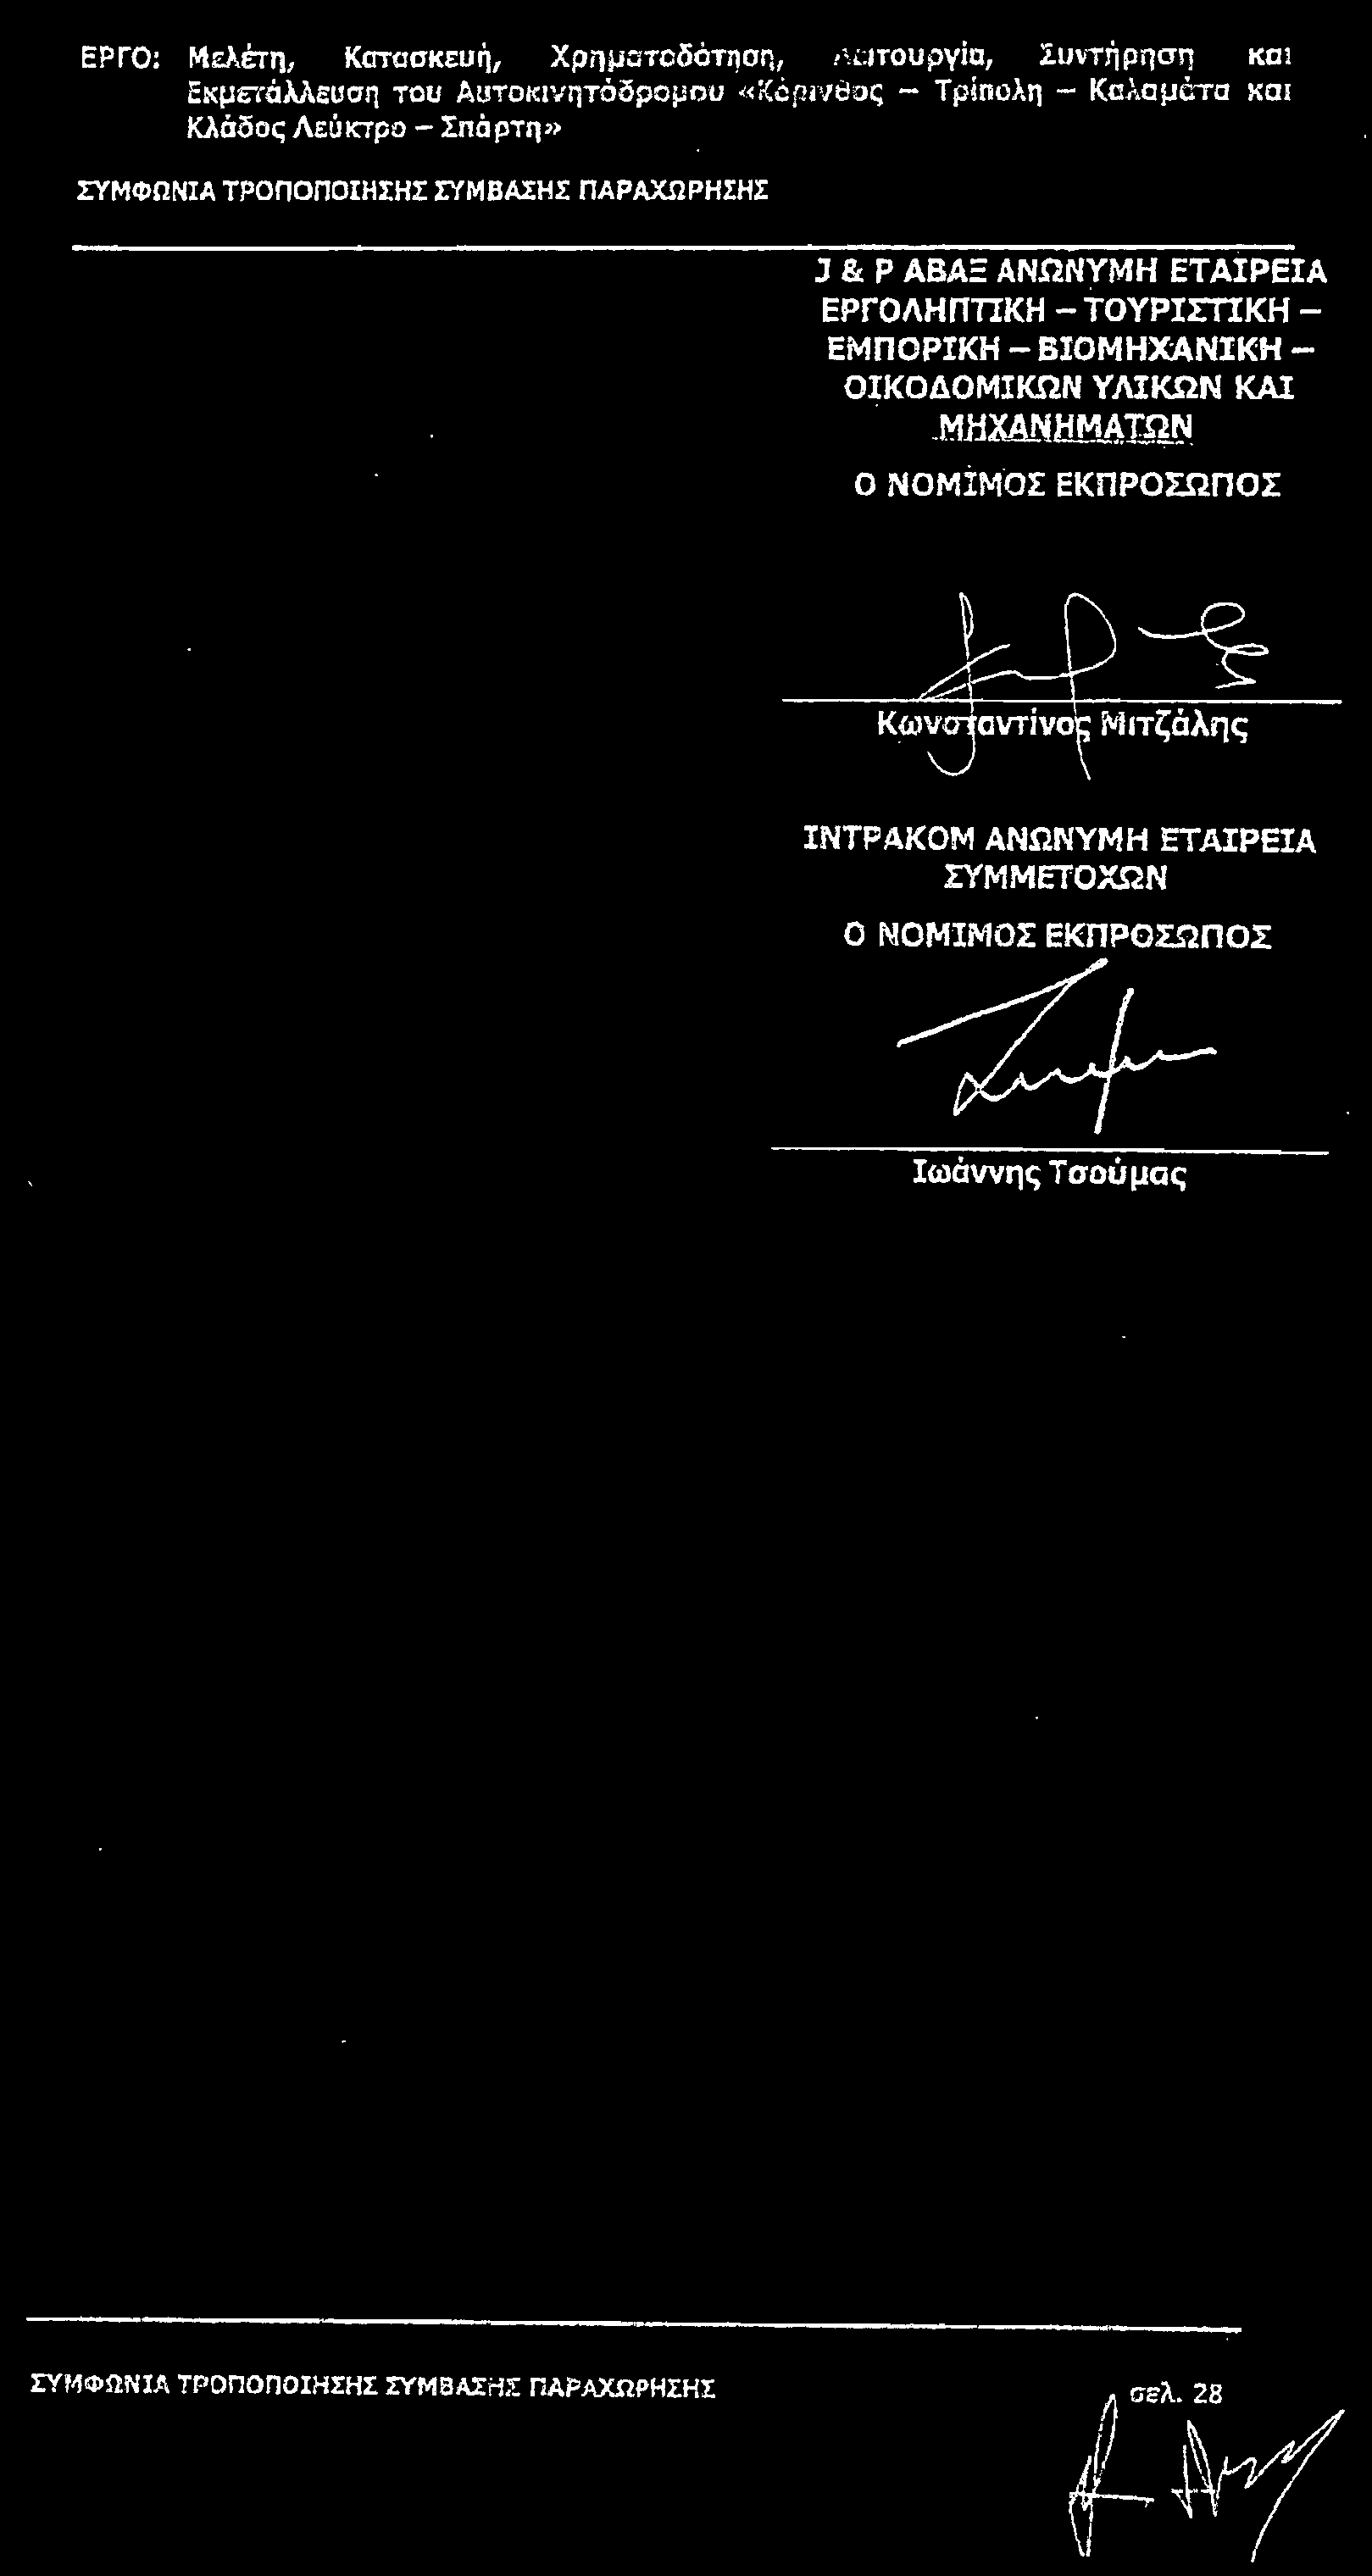 ΕΡΓΟ: Μελέτη, Κατασκευή, Χρηματοδότηση, Λειτουργία, Συντήρηση και
Εκμετάλλευση του Αυτοκινητόδρομου «Κόρινθος – Τρίπολη – Καλαμάτα και
Κλάδος Λεύκτρο – Σπάρτη»
ΣΥΜΦΩΝΙΑ ΤΡΟΠΟΠΟΙΗΣΗΣ ΣΥΜΒΑΣΗΣ ΠΑΡΑΧΩΡΗΣΗΣ
J & P ΑΒΑΞ ΑΝΩΝΥΜΗ ΕΤΑΙΡΕΙΑ
ΕΡΓΟΛΗΠΤΙΚΗ – ΤΟΥΡΙΣΤΙΚΗ –
ΕΜΠΟΡΙΚΗ – ΒΙΟΜΗΧΑΝΙΚΗ –
ΟΙΚΟΔΟΜΙΚΩΝ ΥΛΙΚΩΝ ΚΑΙ
ΜΗΧΑΝΗΜΑΤΩΝ
Ο ΝΟΜΙΜΟΣ ΕΚΠΡΟΣΩΠΟΣ
Κωνσταντίνος Μιτζάλης
ΙΝΤΡΑΚΟΜ ΑΝΩΝΥΜΗ ΕΤΑΙΡΕΙΑ
ΣΥΜΜΕΤΟΧΩΝ
Ο ΝΟΜΙΜΟΣ ΕΚΠΡΟΣΩΠΟΣ
Ιωάννης Τσούμας
ΣΥΜΦΩΝΙΑ ΤΡΟΠΟΠΟΙΗΣΗΣ ΣΥΜΒΑΣΗΣ ΠΑΡΑΧΩΡΗΣΗΣ
σελ. 28